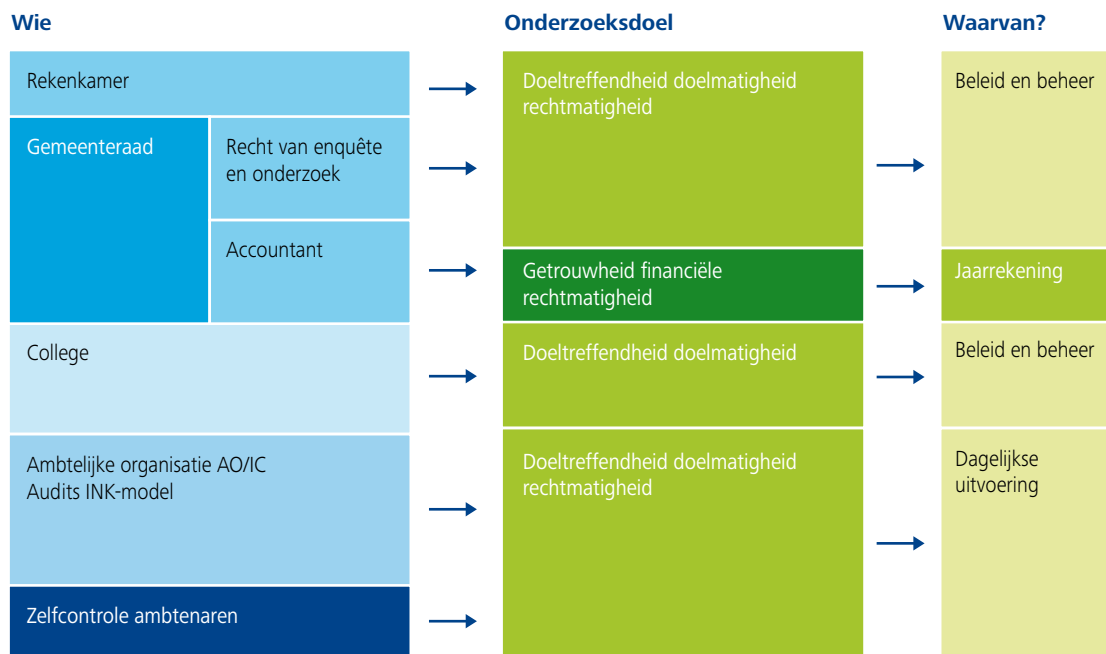 Wie
Onderzoeksdoel
Waarvan?
Rekenkamer
Doeltreffendheid doelmatigheid
rechtmatigheid
Beleid en beheer
Gemeenteraad
Recht van enquête
en onderzoek
Accountant
Getrouwheid financiële
rechtmatigheid
Jaarrekening
College
Doeltreffendheid doelmatigheid
Beleid en beheer
Ambtelijke organisatie AO/IC
Audits INK-model
Doeltreffendheid doelmatigheid
rechtmatigheid
Dagelijkse
uitvoering
Zelfcontrole ambtenaren